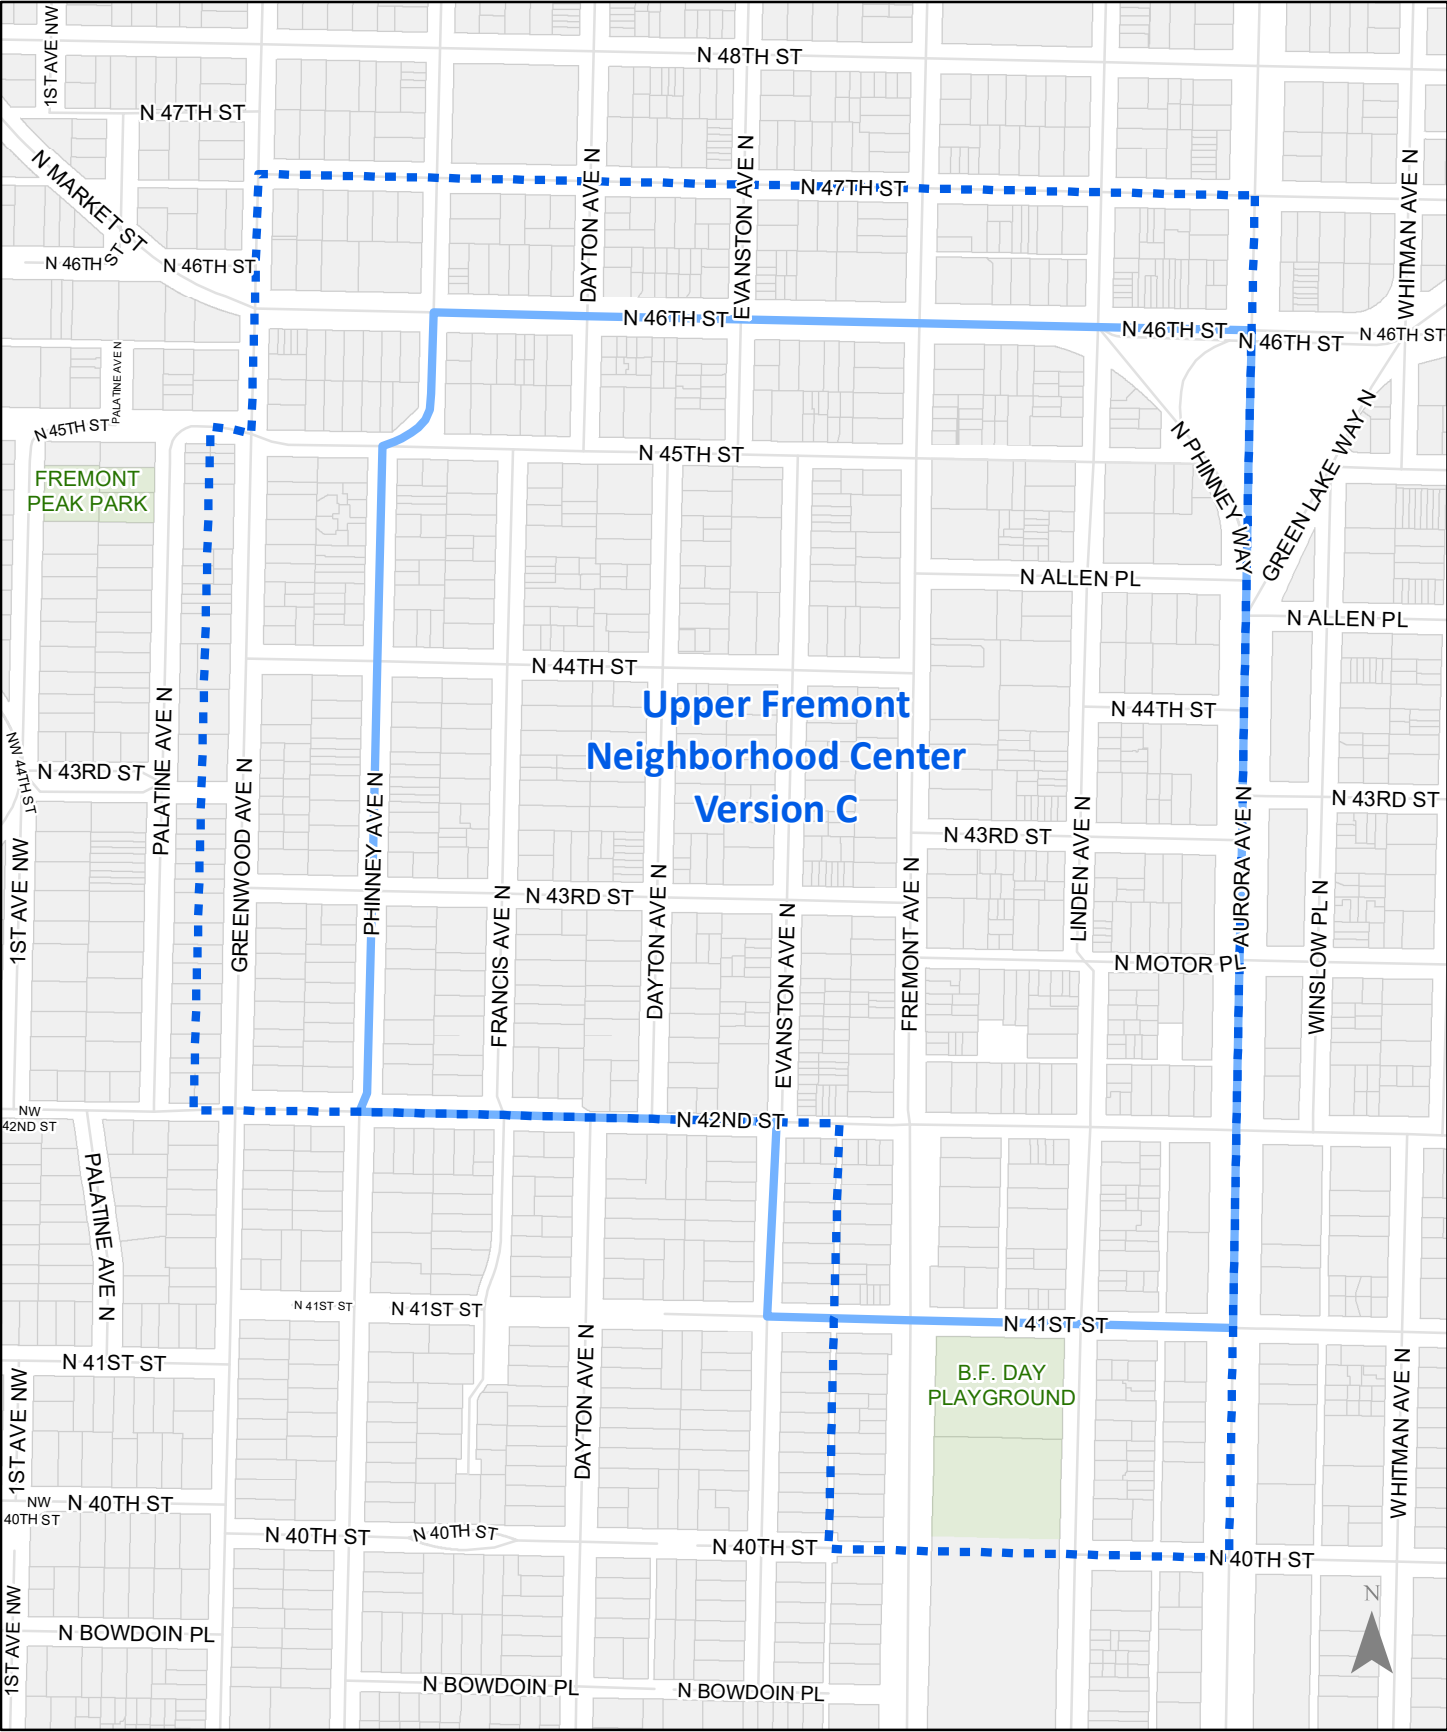 1ST AVE NW
N 48TH ST
N 47TH ST
N MARKET ST
ST
N 46TH
N 46TH ST
DAYTON AVE N
EVANSTON AVE N
N 47TH ST
WHITMAN AVE N
N 46TH ST
N 46TH ST
N 46TH ST
N 46TH ST
PALATINE AVE N
N 45TH ST
N 45TH ST
N PHINNEY WAY
GREEN LAKE WAY N
FREMONT
PEAK PARK
N ALLEN PL
N ALLEN PL
N 44TH ST
Upper Fremont
Neighborhood Center
Version C
N 44TH ST
NW 44TH ST
N 43RD ST
PALATINE AVE N
GREENWOOD AVE N
PHINNEY AVE N
N 43RD ST
N 43RD ST
AURORA AVE N
LINDEN AVE N
1ST AVE NW
FRANCIS AVE N
N 43RD ST
DAYTON AVE N
EVANSTON AVE N
FREMONT AVE N
N MOTOR PL
WINSLOW PL N
NW
42ND ST
N 42ND ST
PALATINE AVE N
N 41ST ST
N 41ST ST
N 41ST ST
N 41ST ST
DAYTON AVE N
B.F. DAY
PLAYGROUND
WHITMAN AVE N
1ST AVE NW
NW
40TH ST
N 40TH ST
N 40TH ST
N 40TH ST
N 40TH ST
N 40TH ST
N
1ST AVE NW
N BOWDOIN PL
N BOWDOIN PL
N BOWDOIN PL